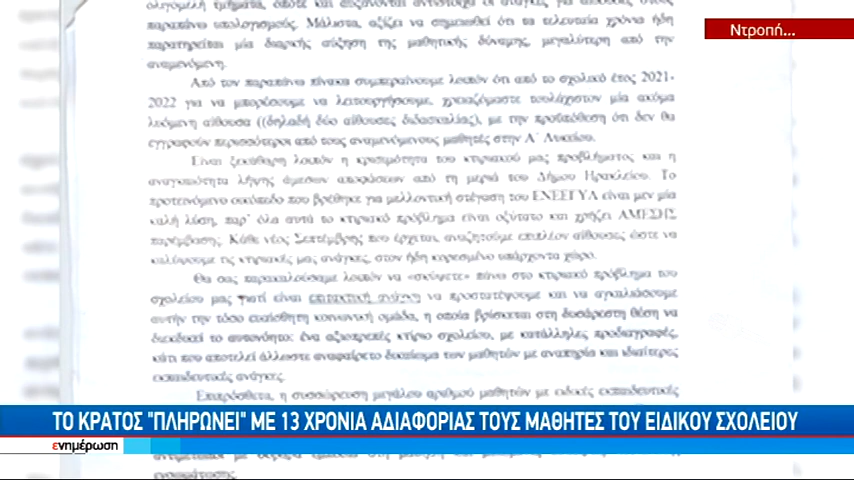 ολιγομελή τμήματα, οπότε και αυξάνονται αντίστοιχα οι ανάγκες για αίθουσες στους
παραπάνω υπολογισμούς. Μάλιστα, αξίζει να σημειωθεί ότι τα τελευταία χρόνια ήδη
παρατηρείται μία διαρκής αύξηση της μαθητικής δύναμης, μεγαλύτερη από την
αναμενόμενη.
Ντροπή...
Από τον παραπάνω πίνακα συμπεραίνουμε λοιπόν ότι από το σχολικό έτος 2021-
2022 για να μπορέσουμε να λειτουργήσουμε, χρειαζόμαστε τουλάχιστον μία ακόμα
λυόμενη αίθουσα ((δηλαδή δύο αίθουσες διδασκαλίας), με την προϋπόθεση ότι δεν θα
εγγραφούν περισσότεροι από τους αναμενόμενους μαθητές στην Α΄ Λυκείου.
Είναι ξεκάθαρη λοιπόν η κρισιμότητα του κτιριακού μας προβλήματος και η
αναγκαιότητα λήψης άμεσων αποφάσεων από τη μεριά του Δήμου Ηρακλείου. Το
προτεινόμενο οικόπεδο που βρέθηκε για μελλοντική στέγαση του ΕΝΕΕΓΥΛ είναι μεν μία
καλή λύση, παρ΄ όλα αυτά το κτιριακό πρόβλημα είναι οξύτατο και χρήζει ΑΜΕΣΗΣ
παρέμβασης. Κάθε νέος Σεπτέμβρης που έρχεται, αναζητούμε επιπλέον αίθουσες ώστε να
καλύψουμε τις κτιριακές μας ανάγκες, στον ήδη κορεσμένο υπάρχοντα χώρο.
Θα σας παρακαλούσαμε λοιπόν να «σκύψετε» πάνω στο κτιριακό πρόβλημα του
σχολείου μας γιατί είναι επιτακτική ανάγκη να προστατέψουμε και να αγκαλιάσουμε
αυτήν την τόσο ευαίσθητη κοινωνική ομάδα, η οποία βρίσκεται στη δυσάρεστη θέση να
διεκδικεί το αυτονόητο: ένα αξιοπρεπές κτίριο σχολείου, με κατάλληλες προδιαγραφές,
κάτι που αποτελεί άλλωστε αναφαίρετο δικαίωμα των μαθητών με αναπηρία και ιδιαίτερες
εκπαιδευτικές ανάγκες.
Επιπρόσθετα, η συσσώρευση μεγάλου αριθμού μαθητών με ειδικές εκπαιδευτικές
ΤΟ ΚΡΑΤΟΣ "ΠΛΗΡΩΝΕΙ" ΜΕ 13 ΧΡΟΝΙΑ ΑΔΙΑΦΟΡΙΑΣ ΤΟΥΣ ΜΑΘΗΤΕΣ ΤΟΥ ΕΙΔΙΚΟΥ ΣΧΟΛΕΙΟΥ
ενημέρωση
ενσωμάτωσης.